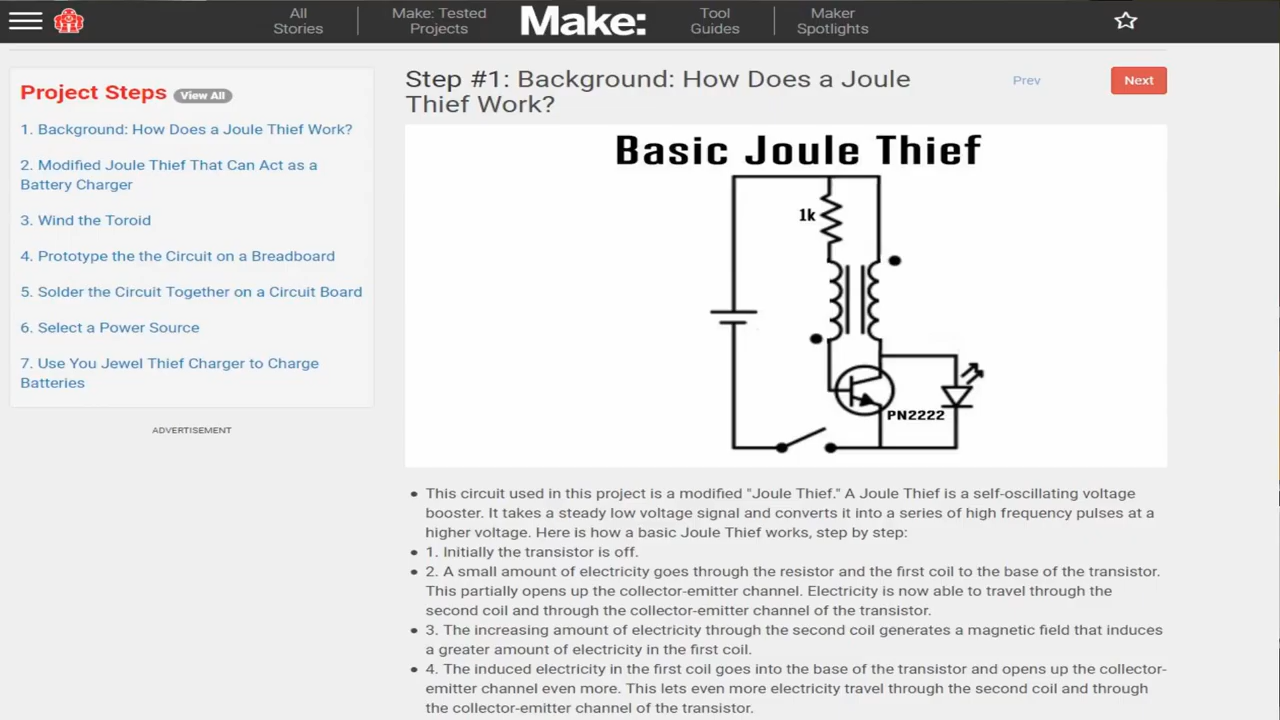 All Stories
Make: Tested Projects
Make:
Tool Guides
Maker Spotlights
Project Steps View All
1. Background: How Does a Joule Thief Work?
2. Modified Joule Thief That Can Act as a
Battery Charger
3. Wind the Toroid
4. Prototype the the Circuit on a Breadboard
5. Solder the Circuit Together on a Circuit Board
6. Select a Power Source
7. Use You Jewel Thief Charger to Charge
Batteries
ADVERTISEMENT
Step #1: Background: How Does a Joule
Thief Work?
Prev
Next
Basic Joule Thief
1k
PN2222
• This circuit used in this project is a modified "Joule Thief." A Joule Thief is a self-oscillating voltage
booster. It takes a steady low voltage signal and converts it into a series of high frequency pulses at a
higher voltage. Here is how a basic Joule Thief works, step by step:
• 1. Initially the transistor is off.
• 2. A small amount of electricity goes through the resistor and the first coil to the base of the transistor.
This partially opens up the collector-emitter channel. Electricity is now able to travel through the
second coil and through the collector-emitter channel of the transistor.
• 3. The increasing amount of electricity through the second coil generates a magnetic field that induces
a greater amount of electricity in the first coil.
• 4. The induced electricity in the first coil goes into the base of the transistor and opens up the collector-
emitter channel even more. This lets even more electricity travel through the second coil and through
the collector-emitter channel of the transistor.